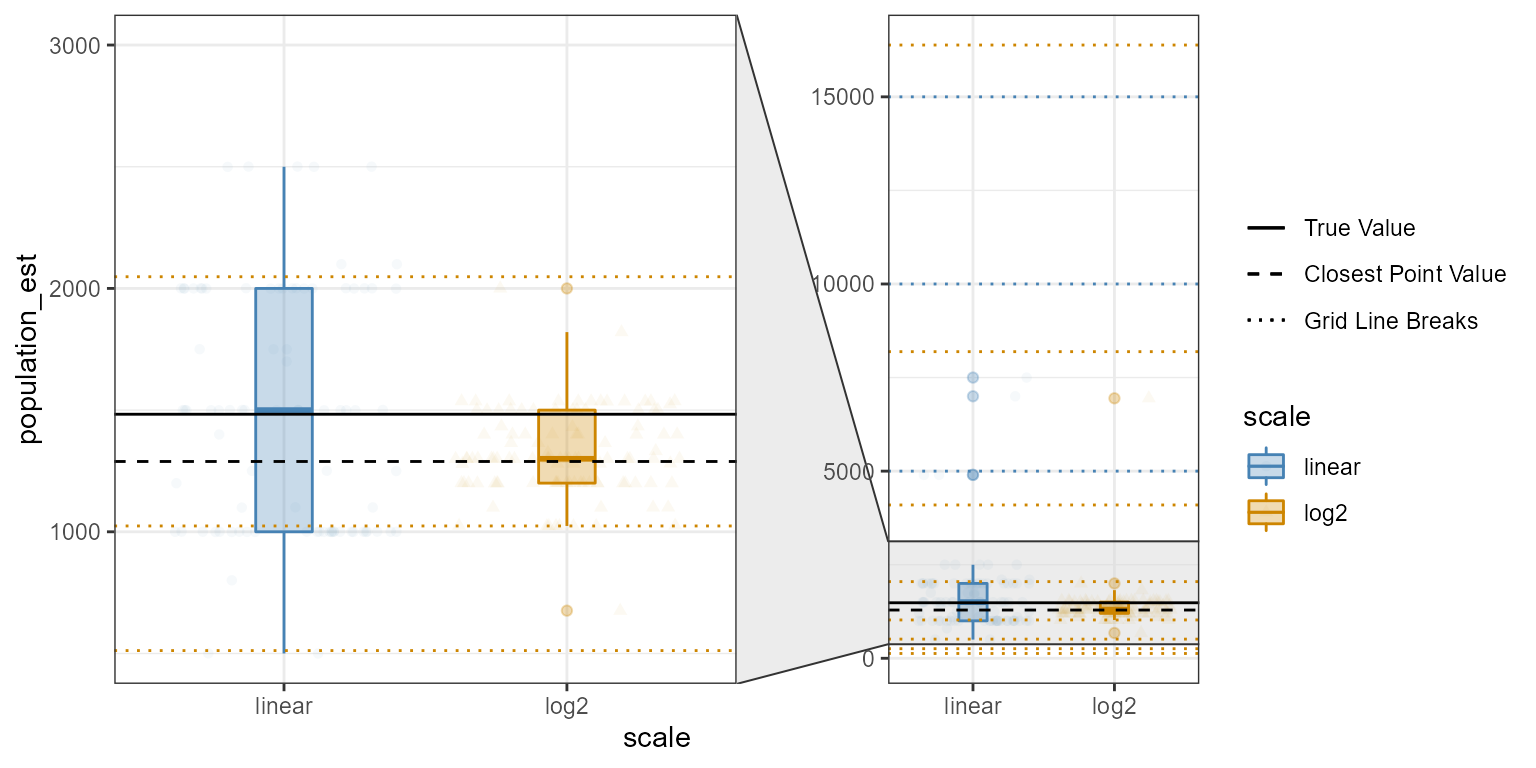 population_est
3000
2000
1000
linear
log2
scale
15000
10000
5000
0
linear
log2
True Value
Closest Point Value
Grid Line Breaks
scale
linear
log2